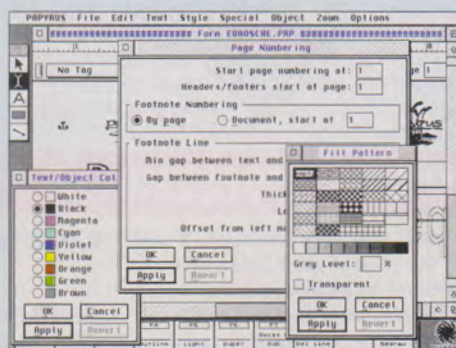 PAPYRUS File Edit Text Style Special Object Zoom Options
Form EUROSCHE.PAP
Page Numbering
No Tag
Start page numbering at: 1
Headers/footers start at page: 1
Footnote Numbering
By page
Document, start at 1
Footnote Line
Min gap between text and
Gap between footnote and
Thick
Offset from left
OK
Cancel
Apply
Revert
Text/Object Col
White
Black
Magenta
Cyan
Violet
Yellow
Orange
Green
Brown
OK
Cancel
Apply
Revert
Fill Pattern
Grey Level: %
Transparent
OK
Cancel
Apply
Revert
Outline
Light